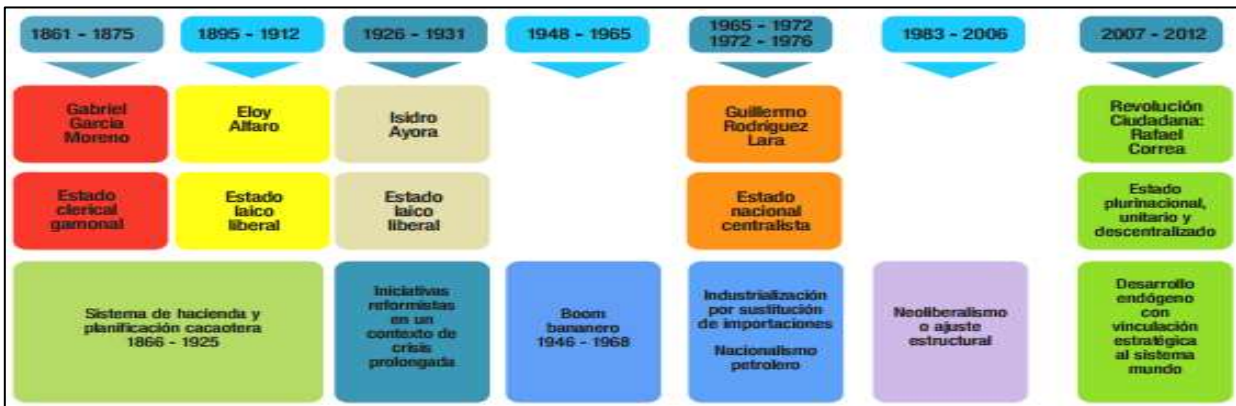 1861 - 1875
1895 - 1912
1926 - 1931
1948 - 1965
1965 - 1972
1972 - 1976
1983 - 2006
2007 - 2012
Gabriel
García
Moreno
Eloy
Alfaro
Isidro
Ayora
Guillermo
Rodríguez
Lara
Revolución
Ciudadana:
Rafael
Correa
Estado
clerical
gamonal
Estado
laico
liberal
Estado
laico
liberal
Estado
nacional
centralista
Estado
plurinacional,
unitario y
descentralizado
Sistema de hacienda y
planificación cacaotera
1866 - 1925
Iniciativas
reformistas
en un
contexto de
crisis
prolongada
Boom
bananero
1946 - 1968
Industrialización
por sustitución
de importaciones
Nacionalismo
petrolero
Neoliberalismo
o ajuste
estructural
Desarrollo
endógeno
con
vinculación
estratégica
al sistema
mundo